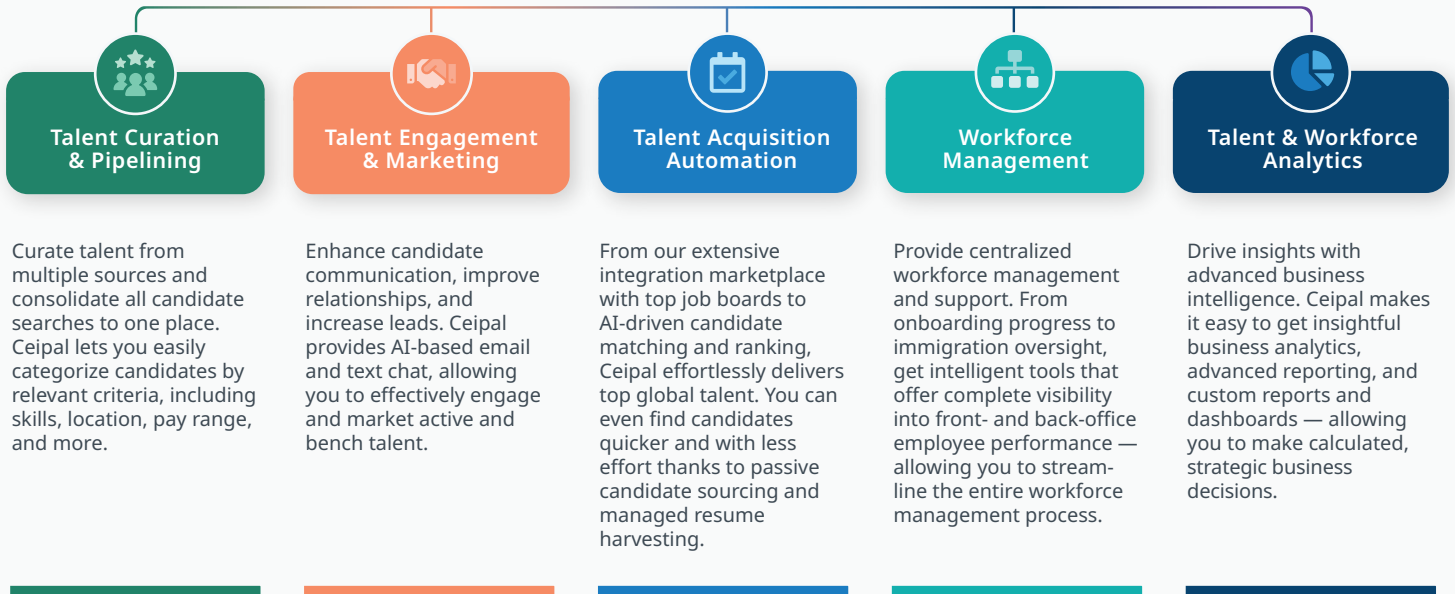 Talent Curation
& Pipelining
Talent Engagement
& Marketing
Talent Acquisition
Automation
Workforce
Management
Talent & Workforce
Analytics
Curate talent from
multiple sources and
consolidate all candidate
searches to one place.
Ceipal lets you easily
categorize candidates by
relevant criteria, including
skills, location, pay range,
and more.
Enhance candidate
communication, improve
relationships, and
increase leads. Ceipal
provides AI-based email
and text chat, allowing
you to effectively engage
and market active and
bench talent.
From our extensive
integration marketplace
with top job boards to
AI-driven candidate
matching and ranking,
Ceipal effortlessly delivers
top global talent. You can
even find candidates
quicker and with less
effort thanks to passive
candidate sourcing and
managed resume
harvesting.
Provide centralized
workforce management
and support. From
onboarding progress to
immigration oversight,
get intelligent tools that
offer complete visibility
into front- and back-office
employee performance —
allowing you to stream-
line the entire workforce
management process.
Drive insights with
advanced business
intelligence. Ceipal makes
it easy to get insightful
business analytics,
advanced reporting, and
custom reports and
dashboards — allowing
you to make calculated,
strategic business
decisions.